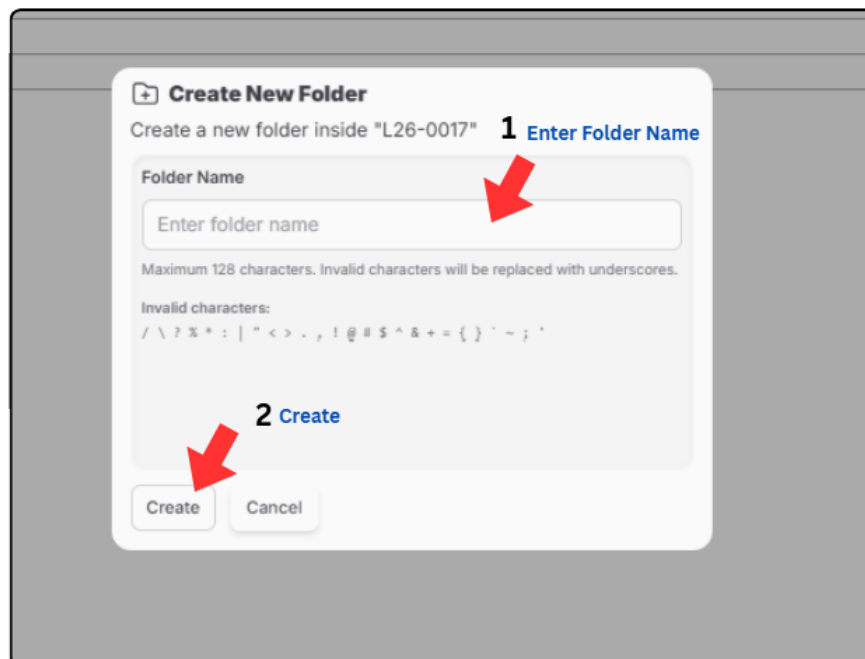 Create New Folder
Create a new folder inside "L26-0017"
1 Enter Folder Name
Folder Name
Enter folder name
Maximum 128 characters. Invalid characters will be replaced with underscores.
Invalid characters:
/ \ ? % * : | " < > . , ! @ # $ ^ & + = { } ` ~ ; '
2 Create
Create
Cancel